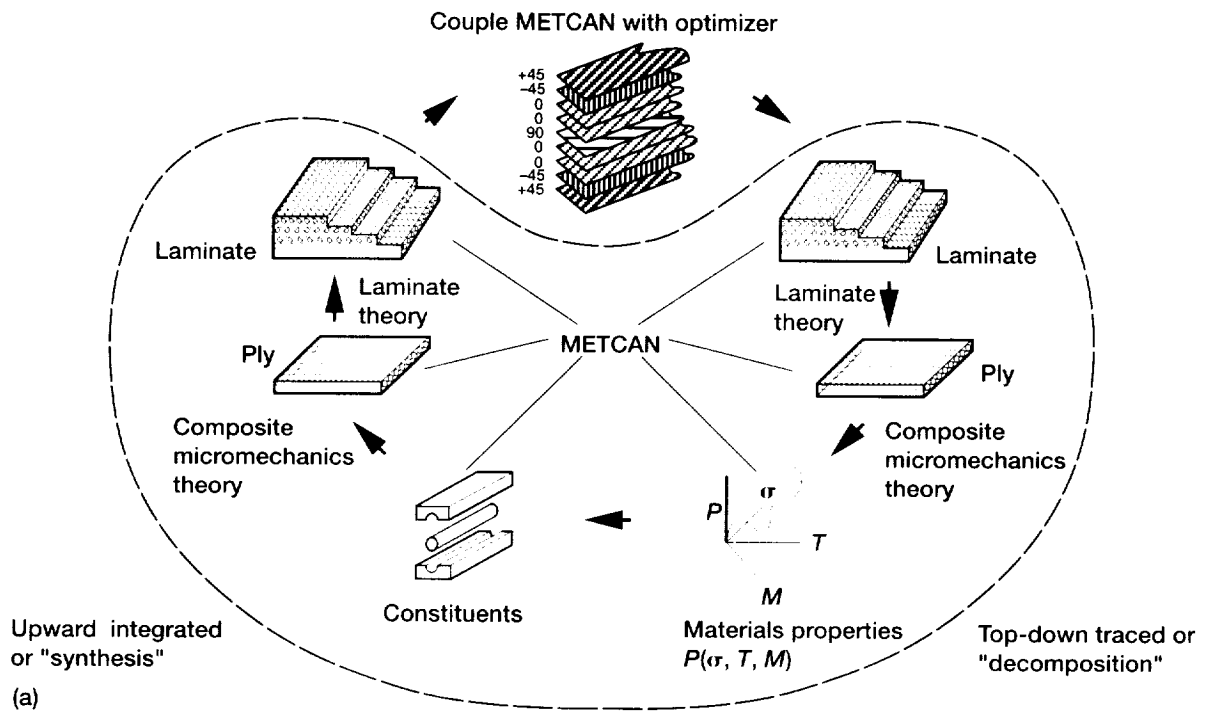 Couple METCAN with optimizer
+45
−45
0
0
90
0
0
−45
+45
Laminate
Laminate
theory
Ply
Composite
micromechanics
theory
Constituents
METCAN
Laminate
Laminate
theory
Ply
Composite
micromechanics
theory
P
σ
T
M
Materials properties
P(σ, T, M)
Upward integrated
or "synthesis"
Top-down traced or
"decomposition"
(a)